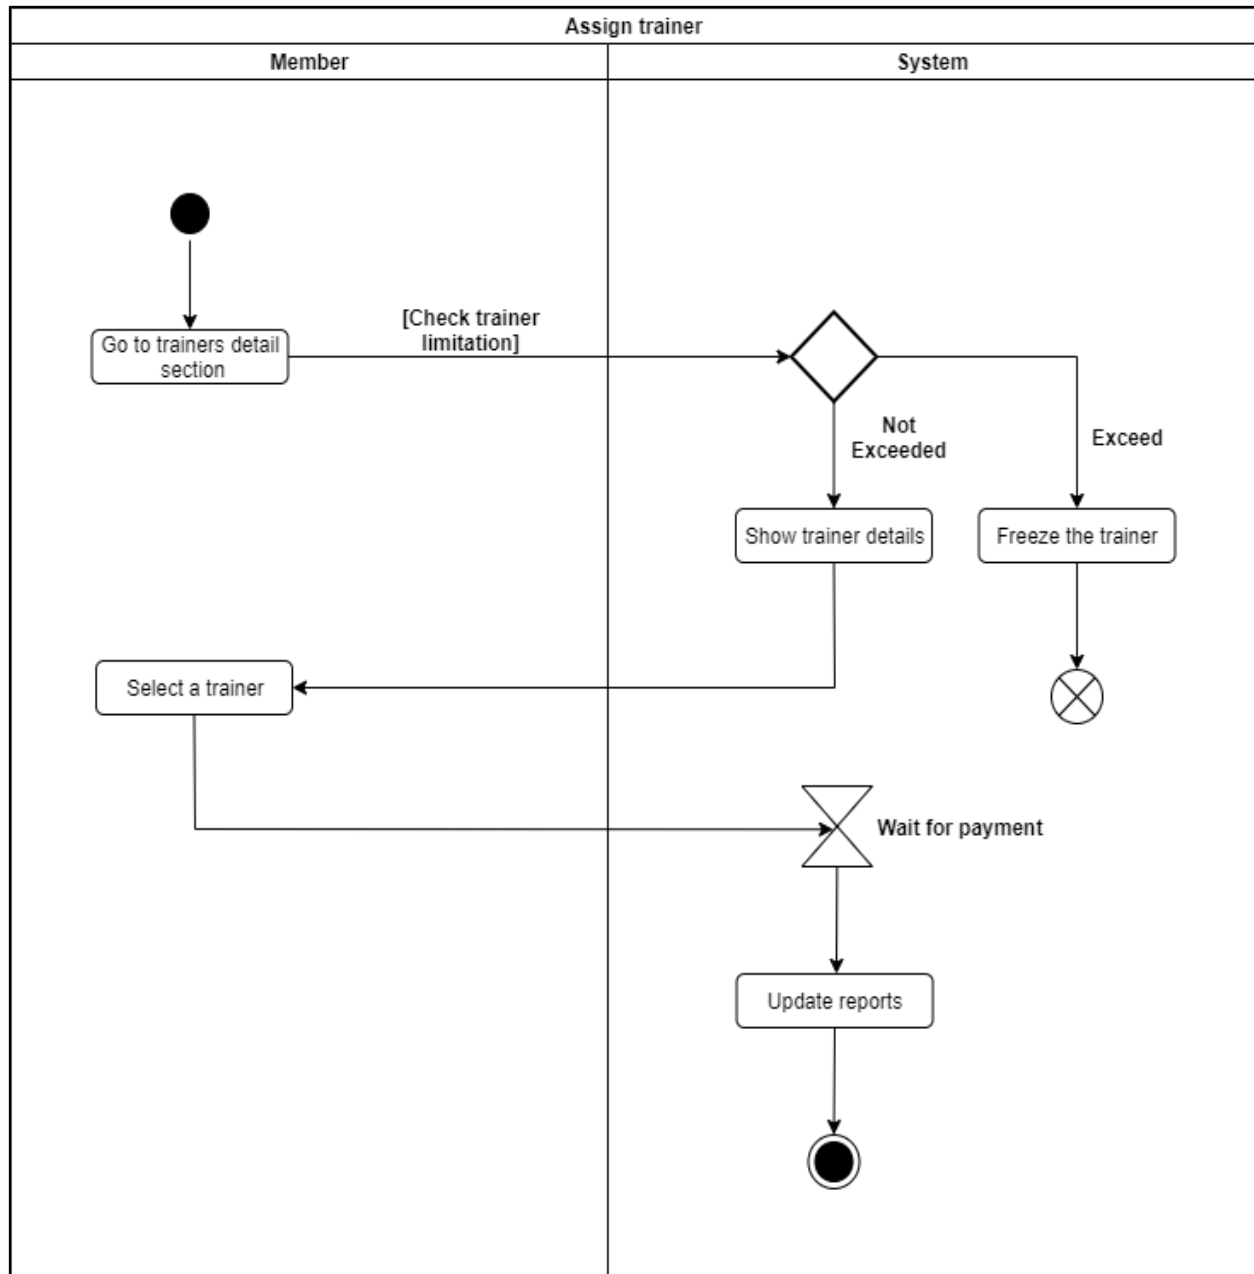 Assign trainer
Member
System
[Check trainer
limitation]
Go to trainers detail
section
Not
Exceeded
Exceed
Show trainer details
Freeze the trainer
Select a trainer
Wait for payment
Update reports